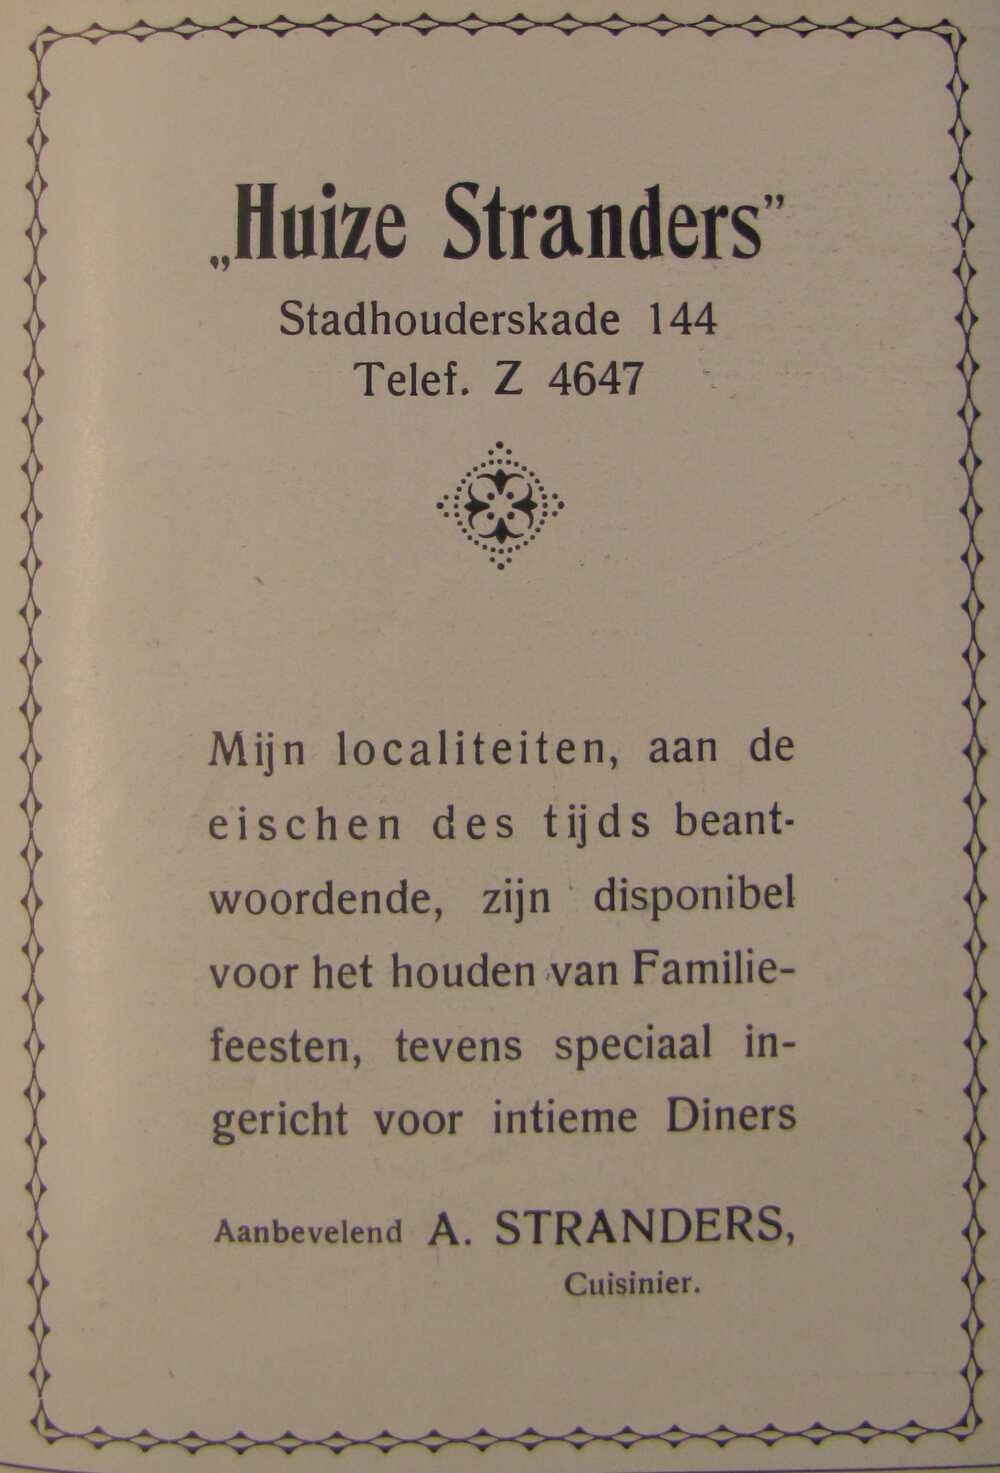 „Huize Stranders”
Stadhouderskade 144
Telef. Z 4647
Mijn localiteiten, aan de
eischen des tijds beant-
woordende, zijn disponibel
voor het houden van Familie-
feesten, tevens speciaal in-
gericht voor intieme Diners
Aanbevelend A. STRANDERS,
Cuisinier.